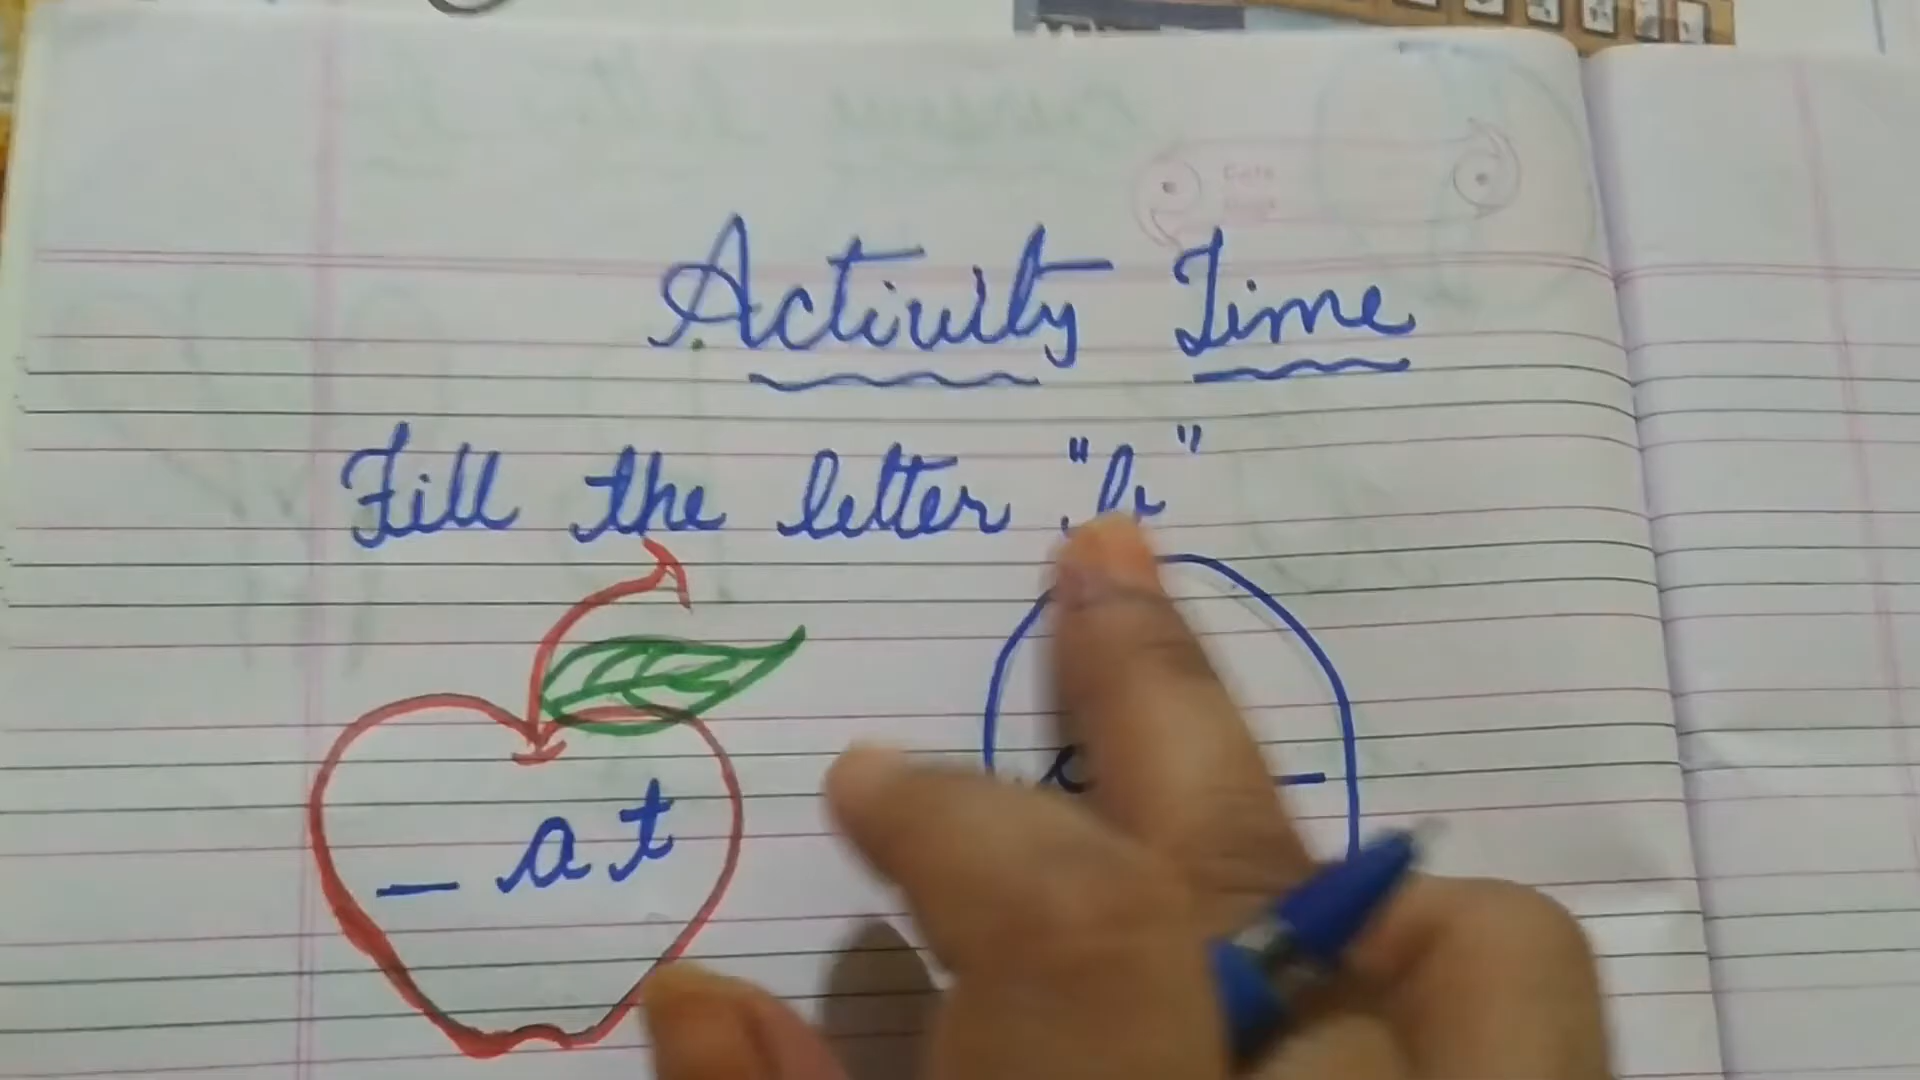 Activity Time
Fill the letter "b"
_ at
c _